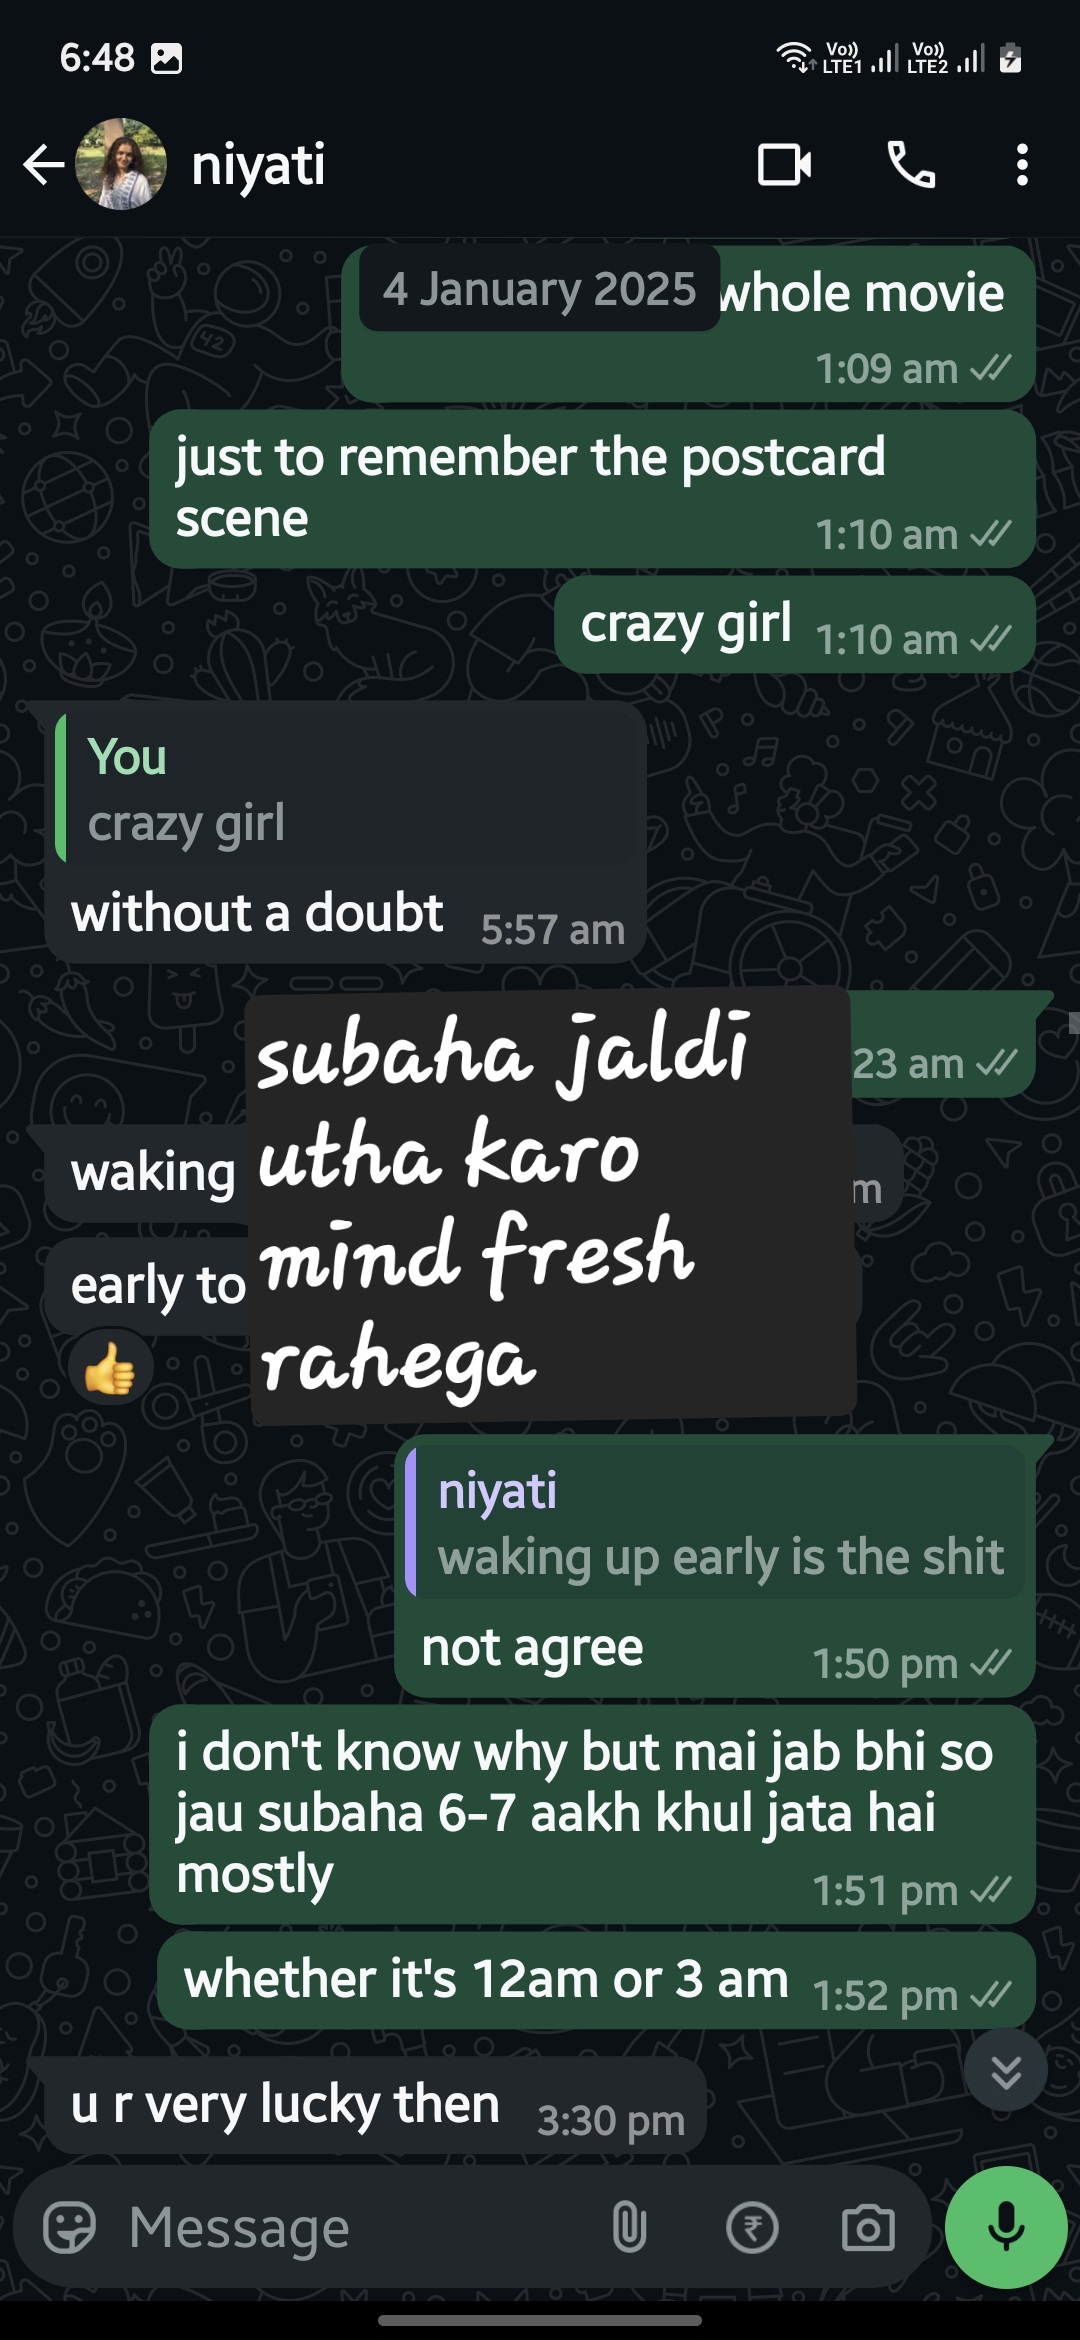 6:48
Vo)) LTE1 Vo)) LTE2
niyati
4 January 2025
whole movie
1:09 am
just to remember the postcard
scene
1:10 am
crazy girl 1:10 am
You
crazy girl
without a doubt 5:57 am
subaha jaldi
utha karo
mind fresh
rahega
23 am
waking
m
early to
niyati
waking up early is the shit
not agree 1:50 pm
i don't know why but mai jab bhi so
jau subaha 6-7 aakh khul jata hai
mostly
1:51 pm
whether it's 12am or 3 am 1:52 pm
u r very lucky then 3:30 pm
Message